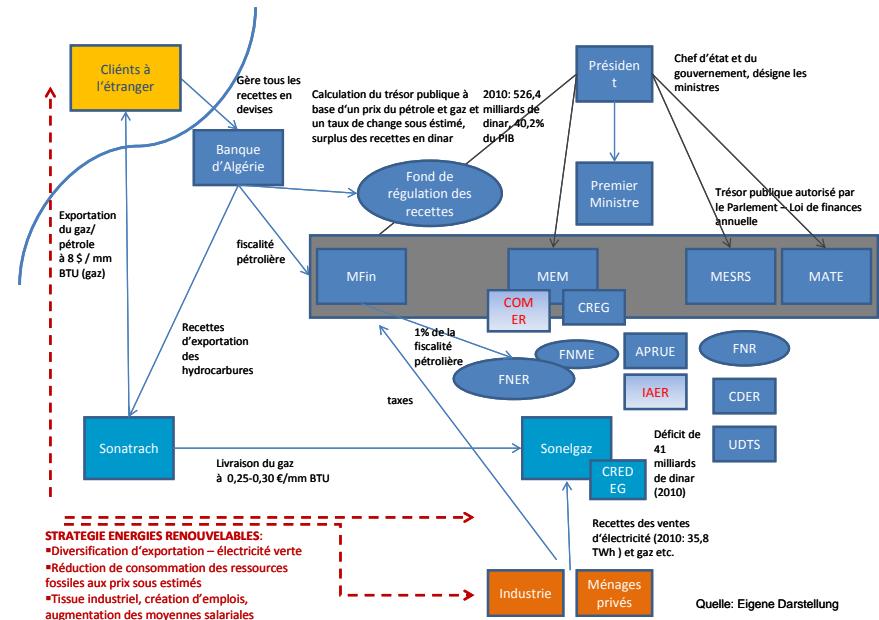 Cliénts à
l'étranger
Gère tous les
recettes en
devises
Calculation du trésor publique à
base d'un prix du pétrole et gaz et
un taux de change sous éstimé,
surplus des recettes en dinar
2010: 526,4
milliards de
dinar, 40,2%
du PIB
Présiden
t
Chef d'état et du
gouvernement, désigne les
ministres
Banque
d'Algérie
Fond de
régulation des
recettes
Premier
Ministre
Trésor publique autorisé par
le Parlement – Loi de finances
annuelle
Exportation
du gaz/
pétrole
à 8 $ / mm
BTU (gaz)
fiscalité
pétrolière
MFin
MEM
MESRS
MATE
COM
ER
CREG
Recettes
d'exportation
des
hydrocarbures
1% de la
fiscalité
pétrolière
FNME
APRUE
FNR
FNER
IAER
CDER
taxes
Sonatrach
Sonelgaz
Déficit de
41
milliards
de dinar
(2010)
UDTS
CRED
EG
Livraison du gaz
à 0,25-0,30 €/mm BTU
Recettes des ventes
d'électricité (2010: 35,8
TWh ) et gaz etc.
STRATEGIE ENERGIES RENOUVELABLES:
▪Diversification d'exportation – électricité verte
▪Réduction de consommation des ressources
fossiles aux prix sous estimés
▪Tissue industriel, création d'emplois,
augmentation des moyennes salariales
Industrie
Ménages
privés
Quelle: Eigene Darstellung